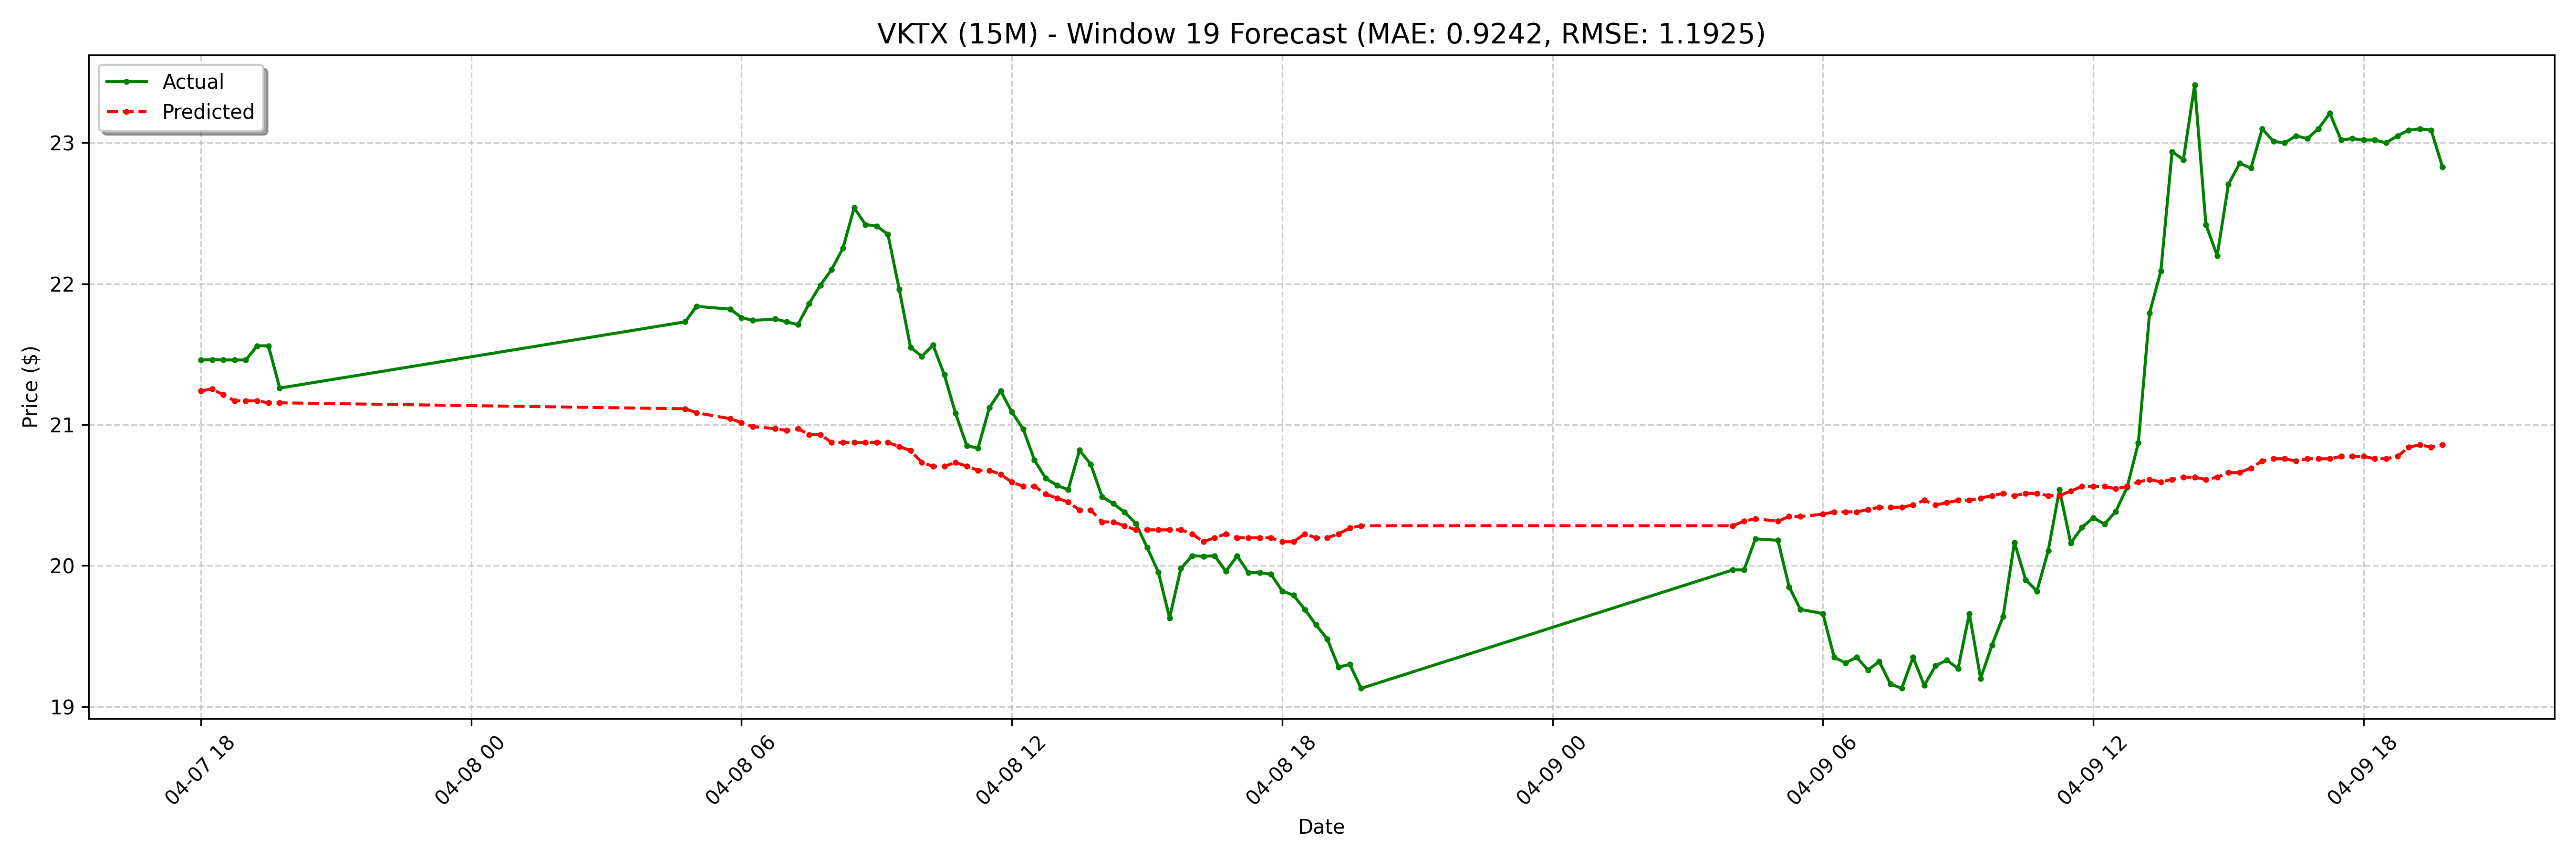 VKTX (15M) - Window 19 Forecast (MAE: 0.9242, RMSE: 1.1925)
Actual
Predicted
Price ($)
23
22
21
20
19
04-07 18
04-08 00
04-08 06
04-08 12
04-08 18
04-09 00
04-09 06
04-09 12
04-09 18
Date